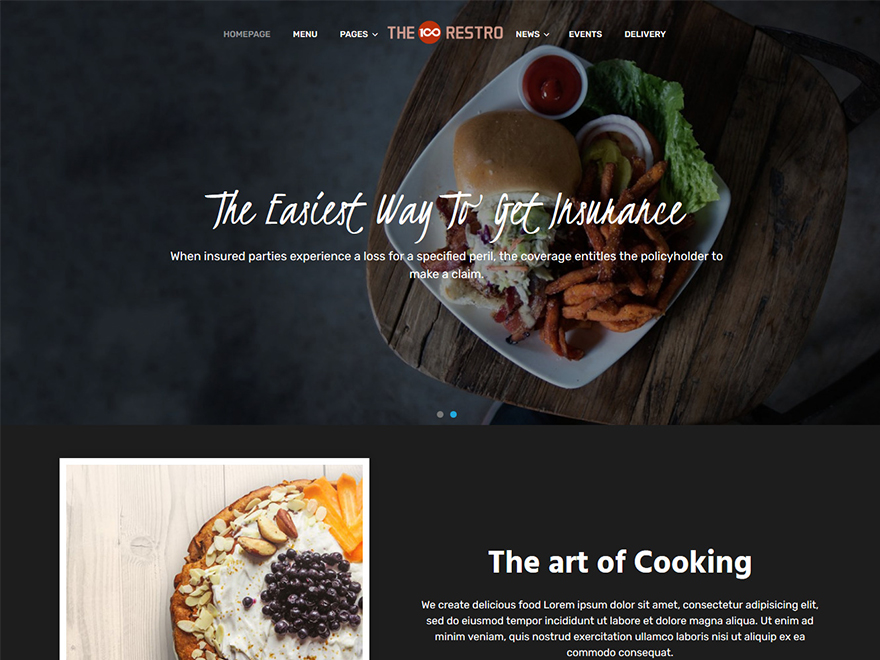 HOMEPAGE MENU PAGES THE 100 RESTRO NEWS EVENTS DELIVERY
The Easiest Way To Get Insurance
When insured parties experience a loss for a specified peril, the coverage entitles the policyholder to
make a claim.
The art of Cooking
We create delicious food Lorem ipsum dolor sit amet, consectetur adipisicing elit,
sed do eiusmod tempor incididunt ut labore et dolore magna aliqua. Ut enim ad
minim veniam, quis nostrud exercitation ullamco laboris nisi ut aliquip ex ea
commodo consequat.